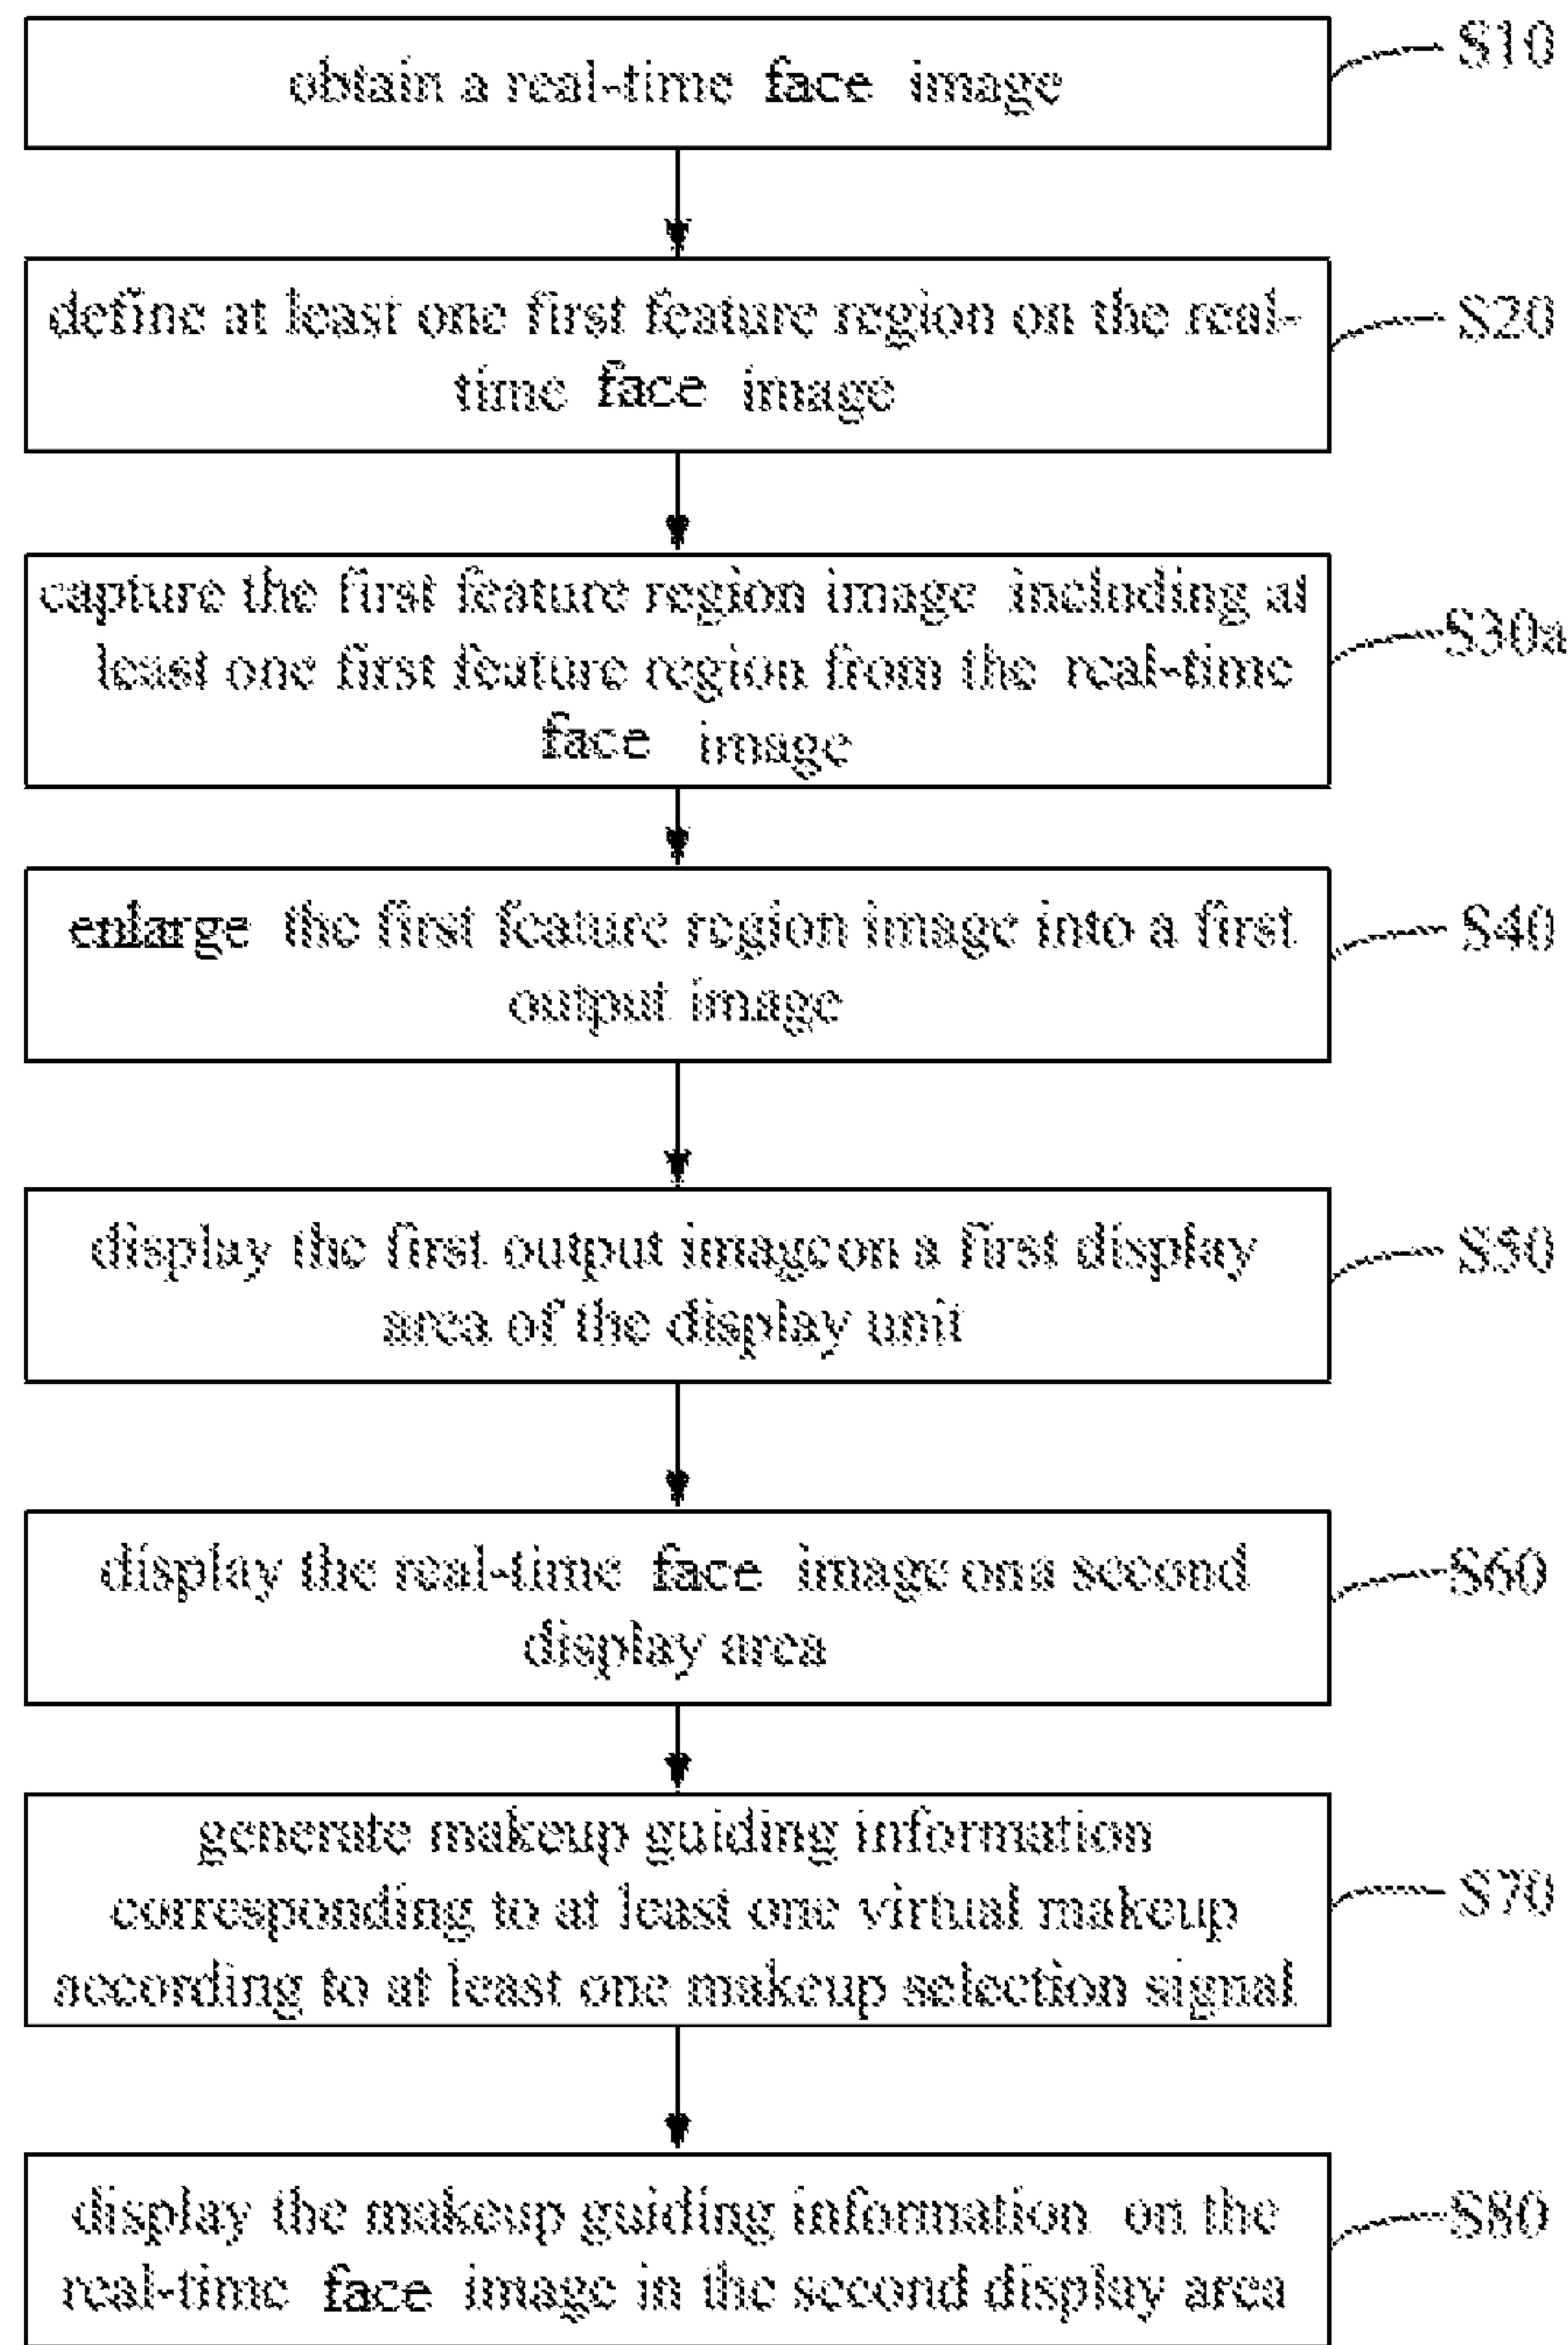 obtain a real-time face image
S10
define at least one first feature region on the real-
time face image
S20
capture the first feature region image including at
least one first feature region from the real-time
face image
S30a
enlarge the first feature region image into a first
output image
S40
display the first output image on a first display
area of the display unit
S50
display the real-time face image on a second
display area
S60
generate makeup guiding information
corresponding to at least one virtual makeup
according to at least one makeup selection signal
S70
display the makeup guiding information on the
real-time face image in the second display area
S80